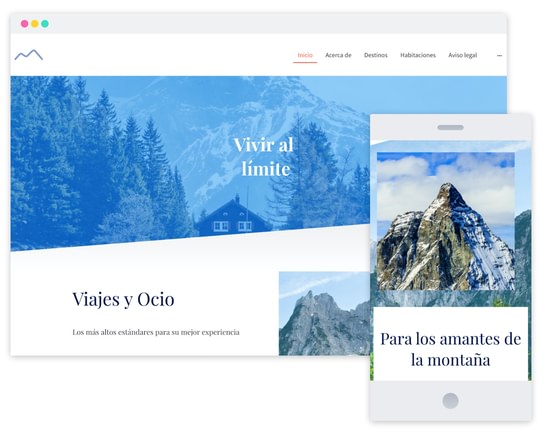 Inicio Acerca de Destinos Habitaciones Aviso legal
Vivir al
límite
Viajes y Ocio
Los más altos estándares para su mejor experiencia
Para los amantes de
la montaña